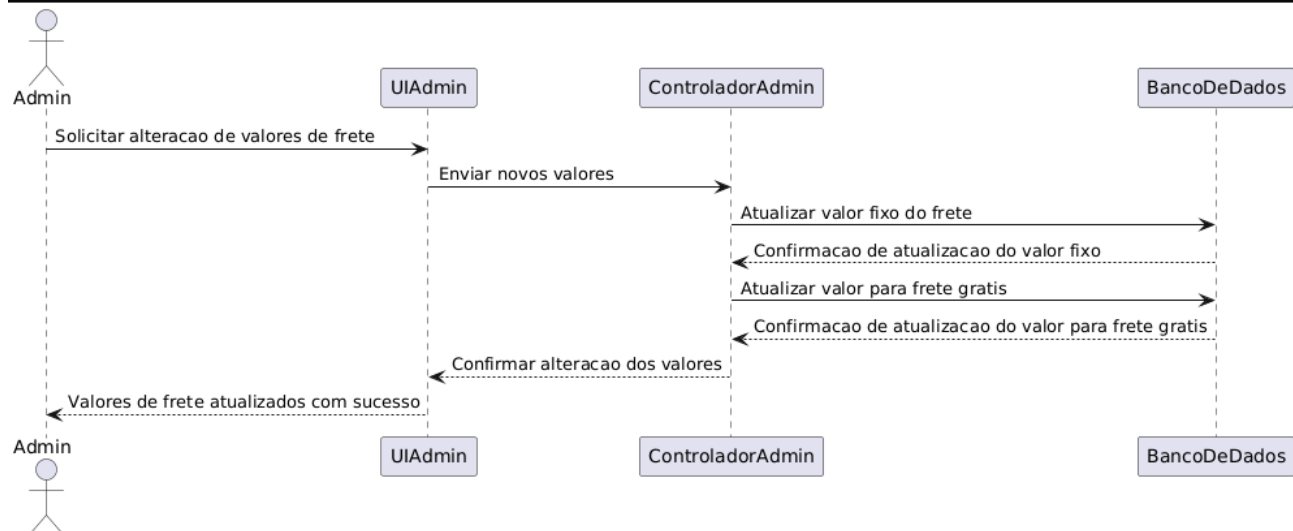 Admin
UIAdmin
ControladorAdmin
BancoDeDados
Solicitar alteracao de valores de frete
Enviar novos valores
Atualizar valor fixo do frete
Confirmacao de atualizacao do valor fixo
Atualizar valor para frete gratis
Confirmacao de atualizacao do valor para frete gratis
Confirmar alteracao dos valores
Valores de frete atualizados com sucesso
Admin
UIAdmin
ControladorAdmin
BancoDeDados